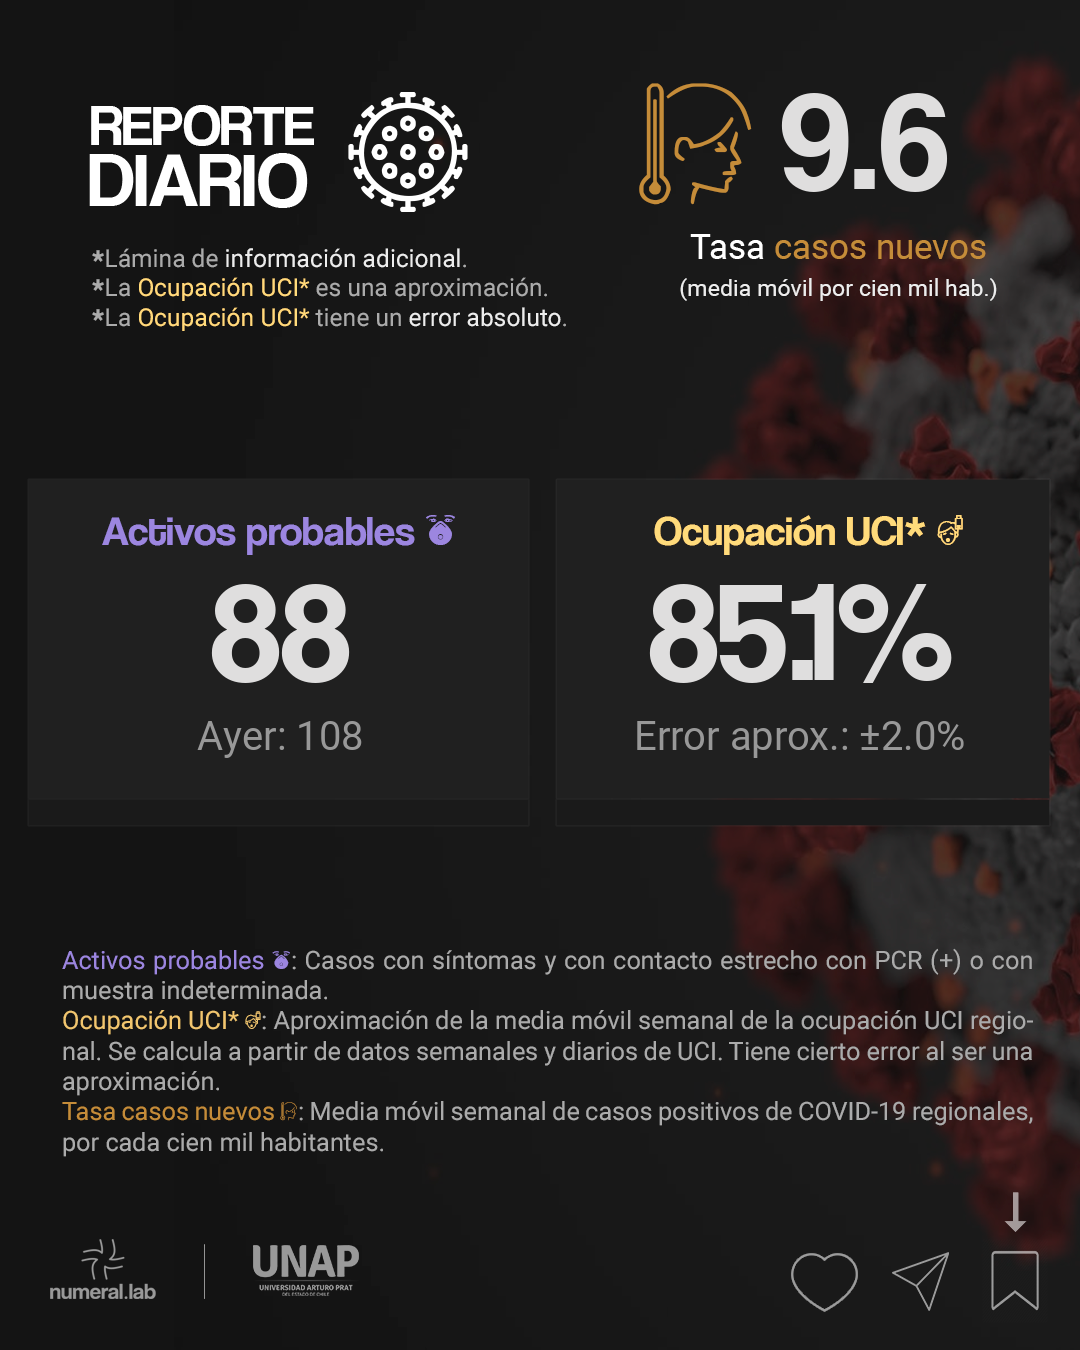 REPORTE
DIARIO
*Lámina de información adicional.
*La Ocupación UCI* es una aproximación.
*La Ocupación UCI* tiene un error absoluto.
9.6
Tasa casos nuevos
(media móvil por cien mil hab.)
Activos probables
88
Ayer: 108
Ocupación UCI*
85.1%
Error aprox.: ±2.0%
Activos probables : Casos con síntomas y con contacto estrecho con PCR (+) o con
muestra indeterminada.
Ocupación UCI* : Aproximación de la media móvil semanal de la ocupación UCI regio-
nal. Se calcula a partir de datos semanales y diarios de UCI. Tiene cierto error al ser una
aproximación.
Tasa casos nuevos : Media móvil semanal de casos positivos de COVID-19 regionales,
por cada cien mil habitantes.
numeral.lab
UNAP
UNIVERSIDAD ARTURO PRAT
DEL ESTADO DE CHILE